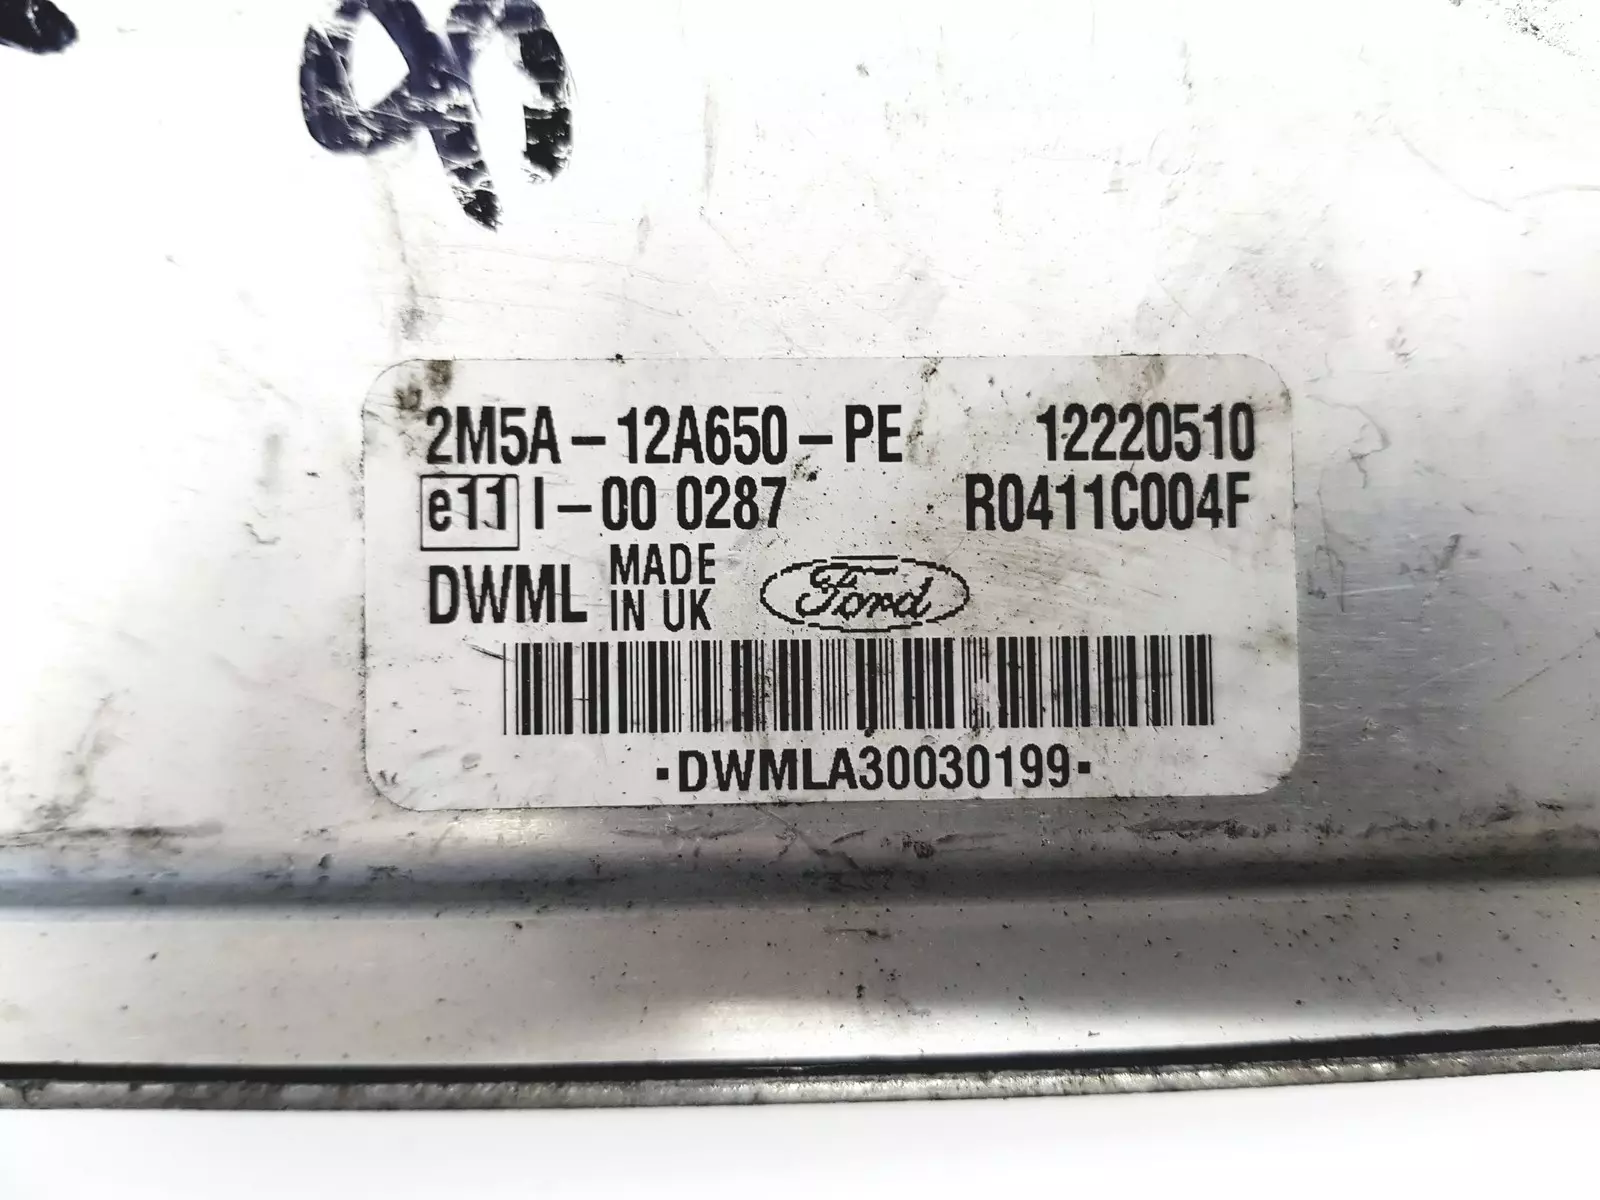 2M5A-12A650-PE 12220510
e11 I-00 0287 R0411C004F
DWML MADE IN UK Ford
-DWMLA30030199-